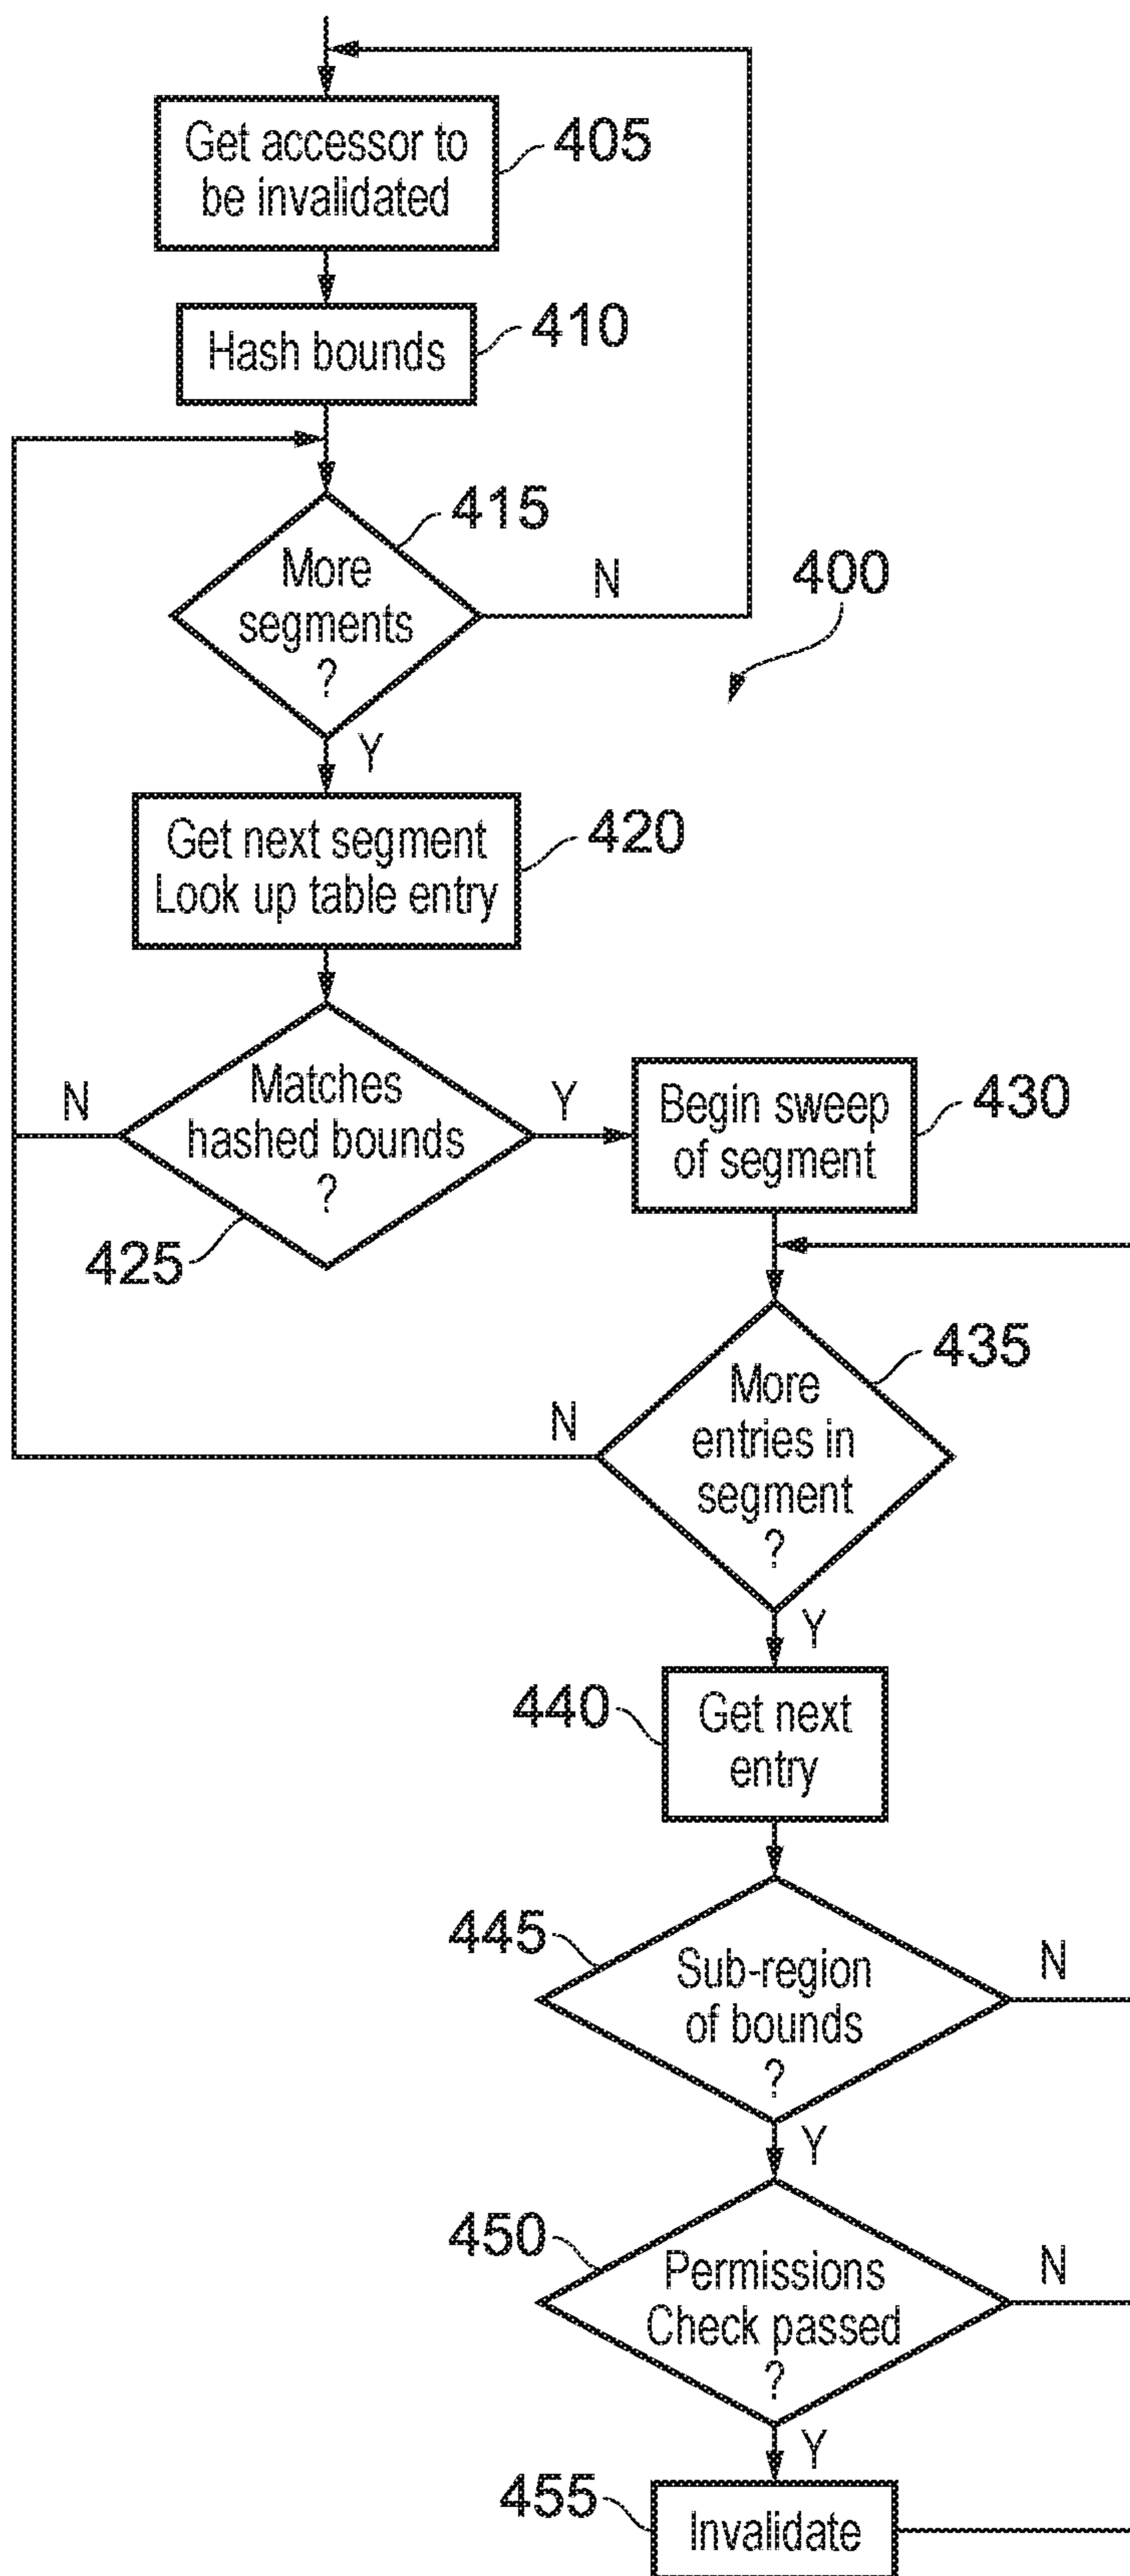 Get accessor to
be invalidated
405
Hash bounds
410
415
More
segments
?
N
400
Y
Get next segment
Look up table entry
420
N
Matches
hashed bounds
?
Y
425
Begin sweep
of segment
430
435
More
entries in
segment
?
N
Y
440
Get next
entry
445
Sub-region
of bounds
?
N
Y
450
Permissions
Check passed
?
N
Y
455
Invalidate